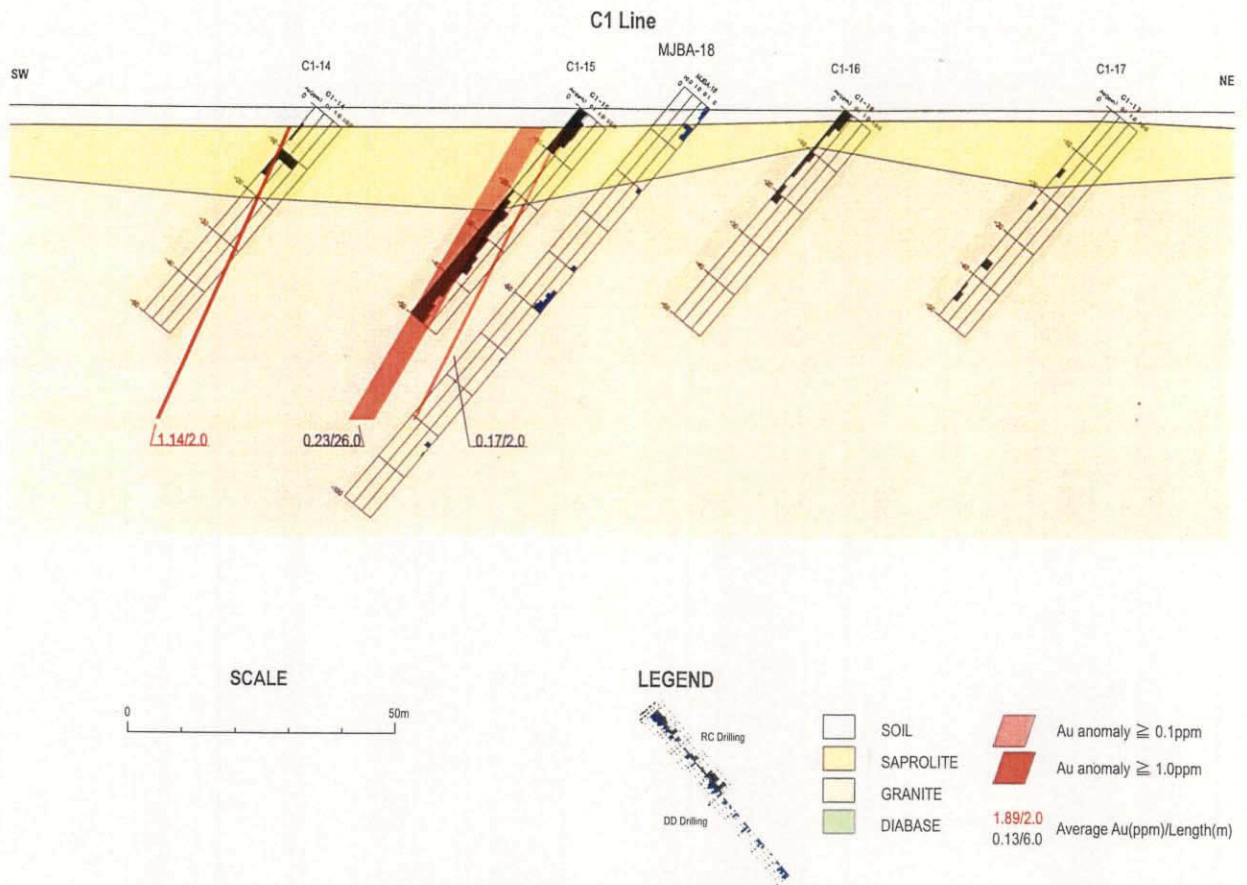 C1 Line
MJBA-18
SW C1-14 C1-15 C1-16 C1-17 NE
1.14/2.0 0.23/26.0 0.17/2.0
SCALE
0 50m
LEGEND
RC Drilling
DD Drilling
SOIL
SAPROLITE
GRANITE
DIABASE
Au anomaly ≧ 0.1ppm
Au anomaly ≧ 1.0ppm
1.89/2.0
0.13/6.0
Average Au(ppm)/Length(m)